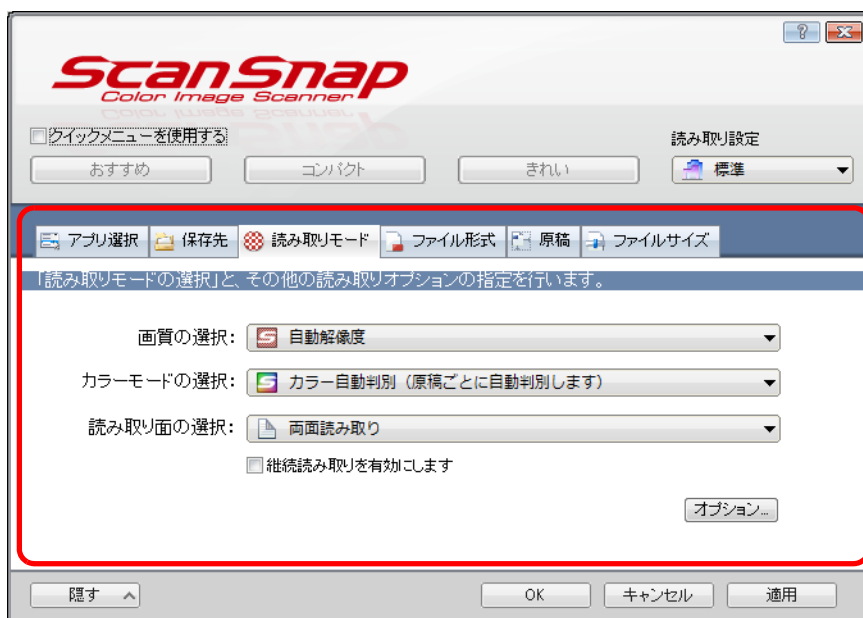 ScanSnap
Color Image Scanner
クイックメニューを使用する
読み取り設定
おすすめ
コンパクト
きれい
標準
アプリ選択
保存先
読み取りモード
ファイル形式
原稿
ファイルサイズ
「読み取りモードの選択」と、その他の読み取りオプションの指定を行います。
画質の選択:
自動解像度
カラーモードの選択:
カラー自動判別（原稿ごとに自動判別します）
読み取り面の選択:
両面読み取り
継続読み取りを有効にします
オプション...
隠す
OK
キャンセル
適用